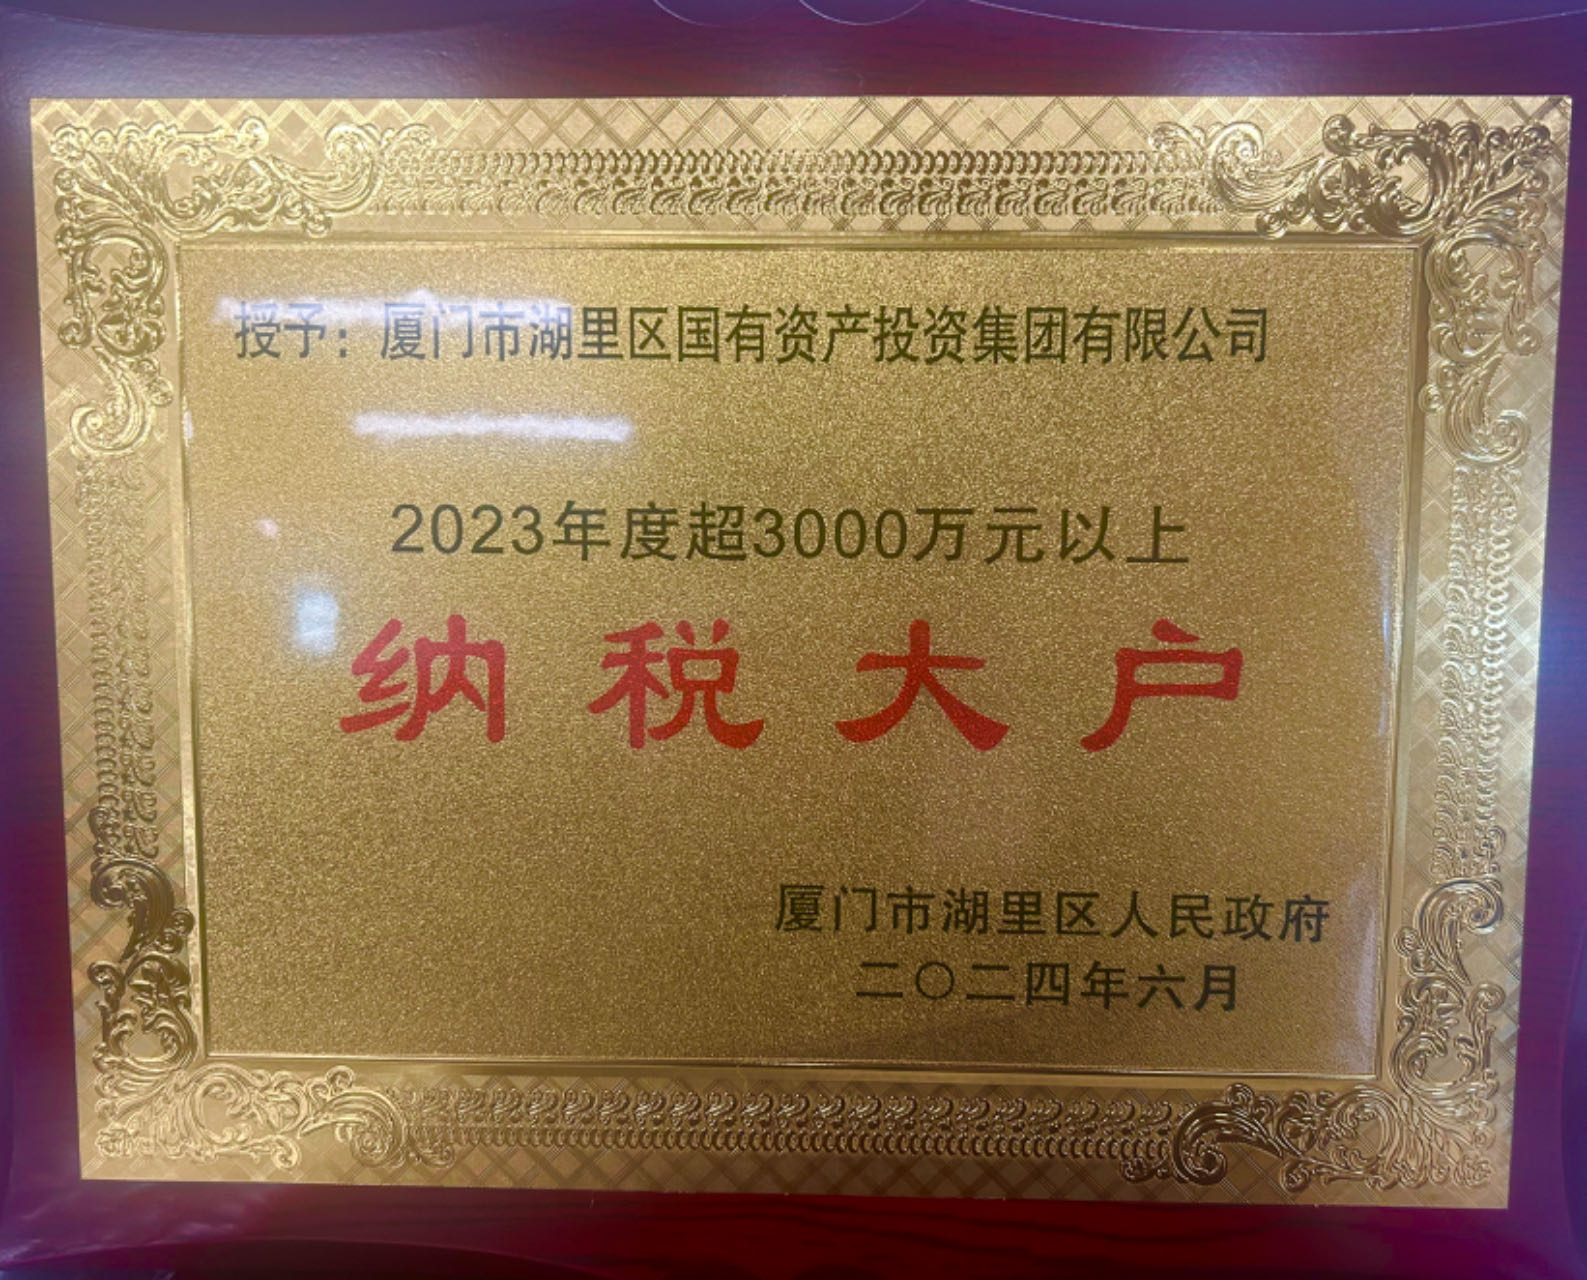 授予：厦门市湖里区国有资产投资集团有限公司
2023年度超3000万元以上
纳税大户
厦门市湖里区人民政府
二〇二四年六月